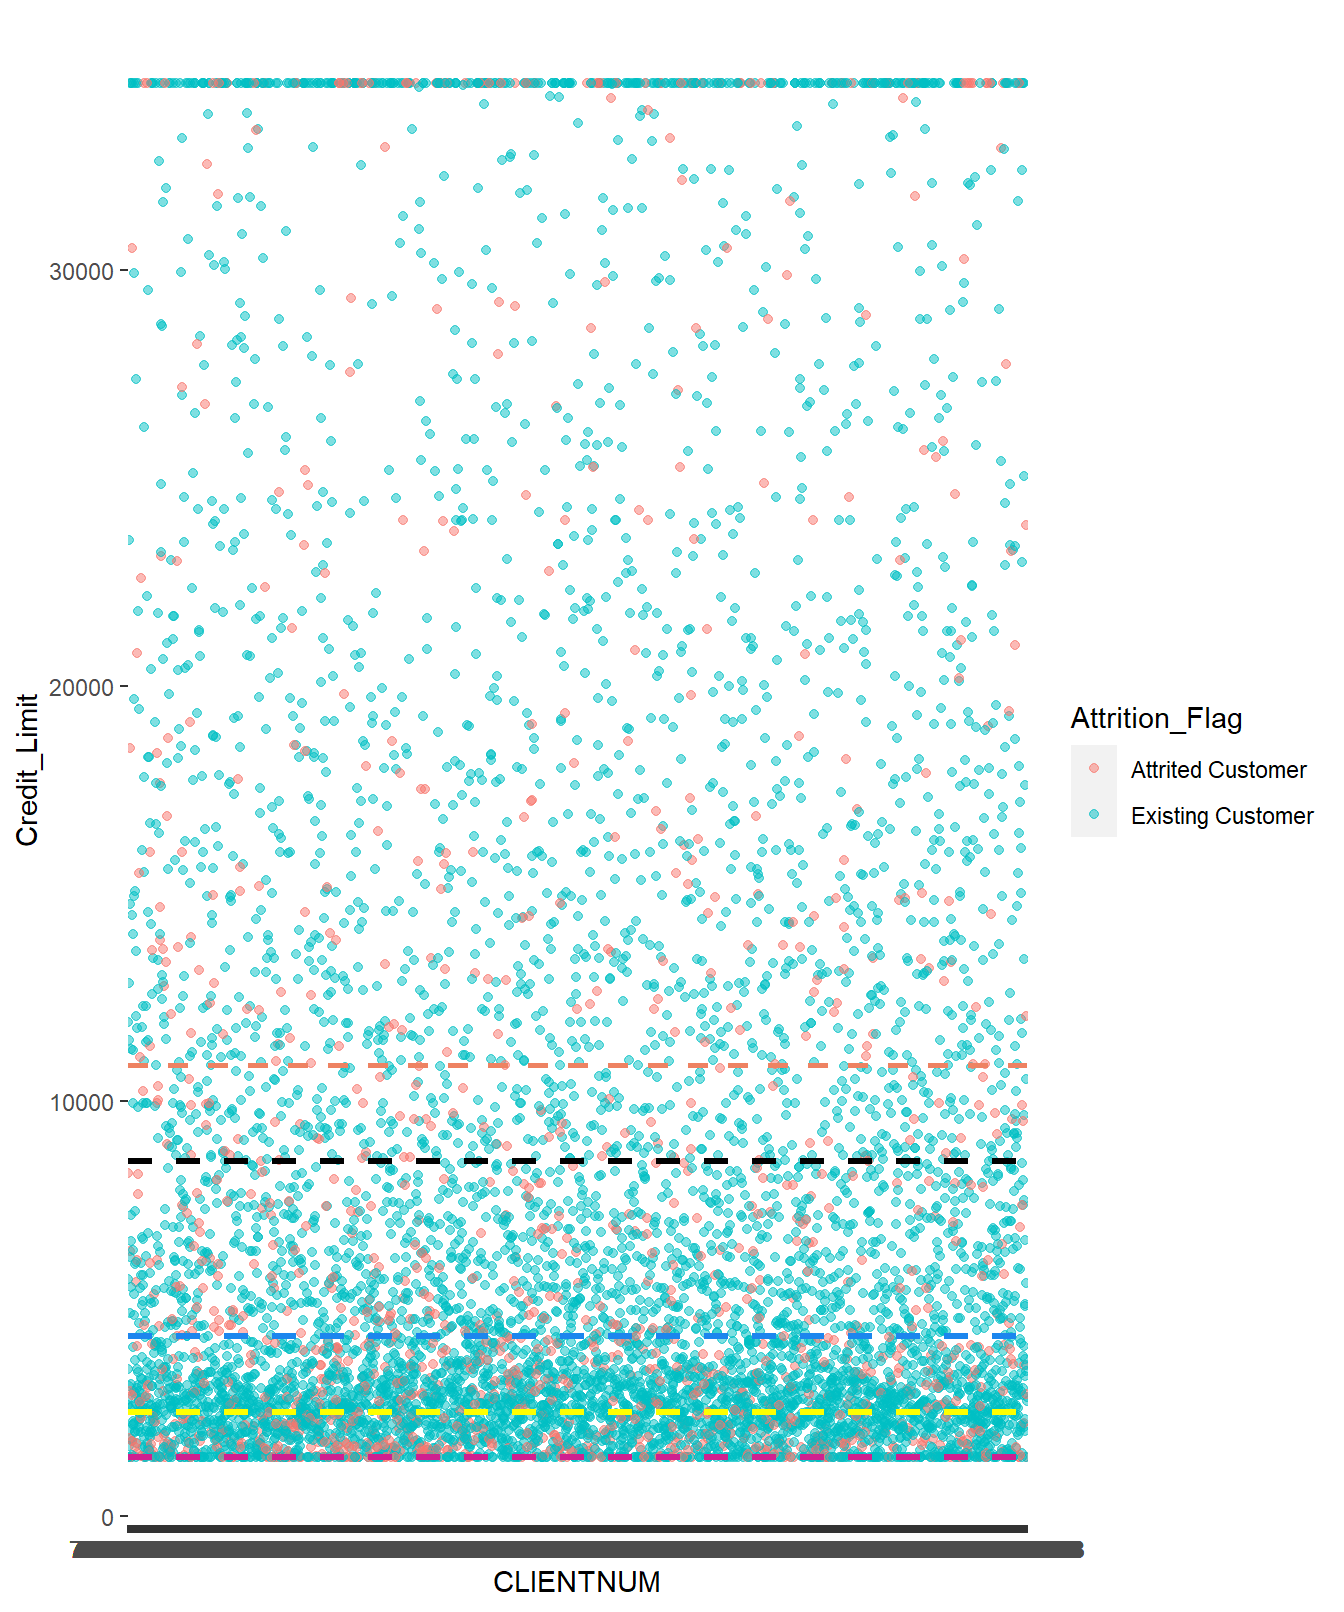 30000
20000
10000
0
Credit_Limit
CLIENTNUM
Attrition_Flag
Attrited Customer
Existing Customer